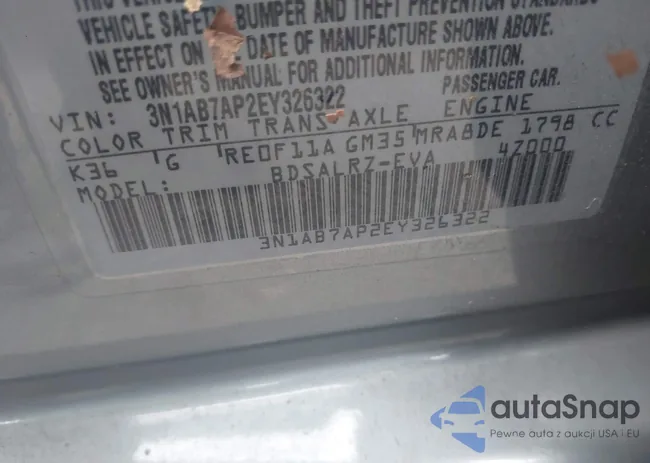 VEHICLE SAFETY, BUMPER AND THEFT PREVENTION STANDARDS
IN EFFECT ON DATE OF MANUFACTURE SHOWN ABOVE.
SEE OWNER'S MANUAL FOR ADDITIONAL INFORMATION.
VIN: 3N1AB7AP2EY326322 PASSENGER CAR.
COLOR TRIM TRANS AXLE ENGINE
K36 G RE0F11A GM35 MRA8DE 1798 CC
MODEL: BDSALRZ-EVA 4Z000
3N1AB7AP2EY326322
autaSnap
Pewne auta z aukcji USA i EU